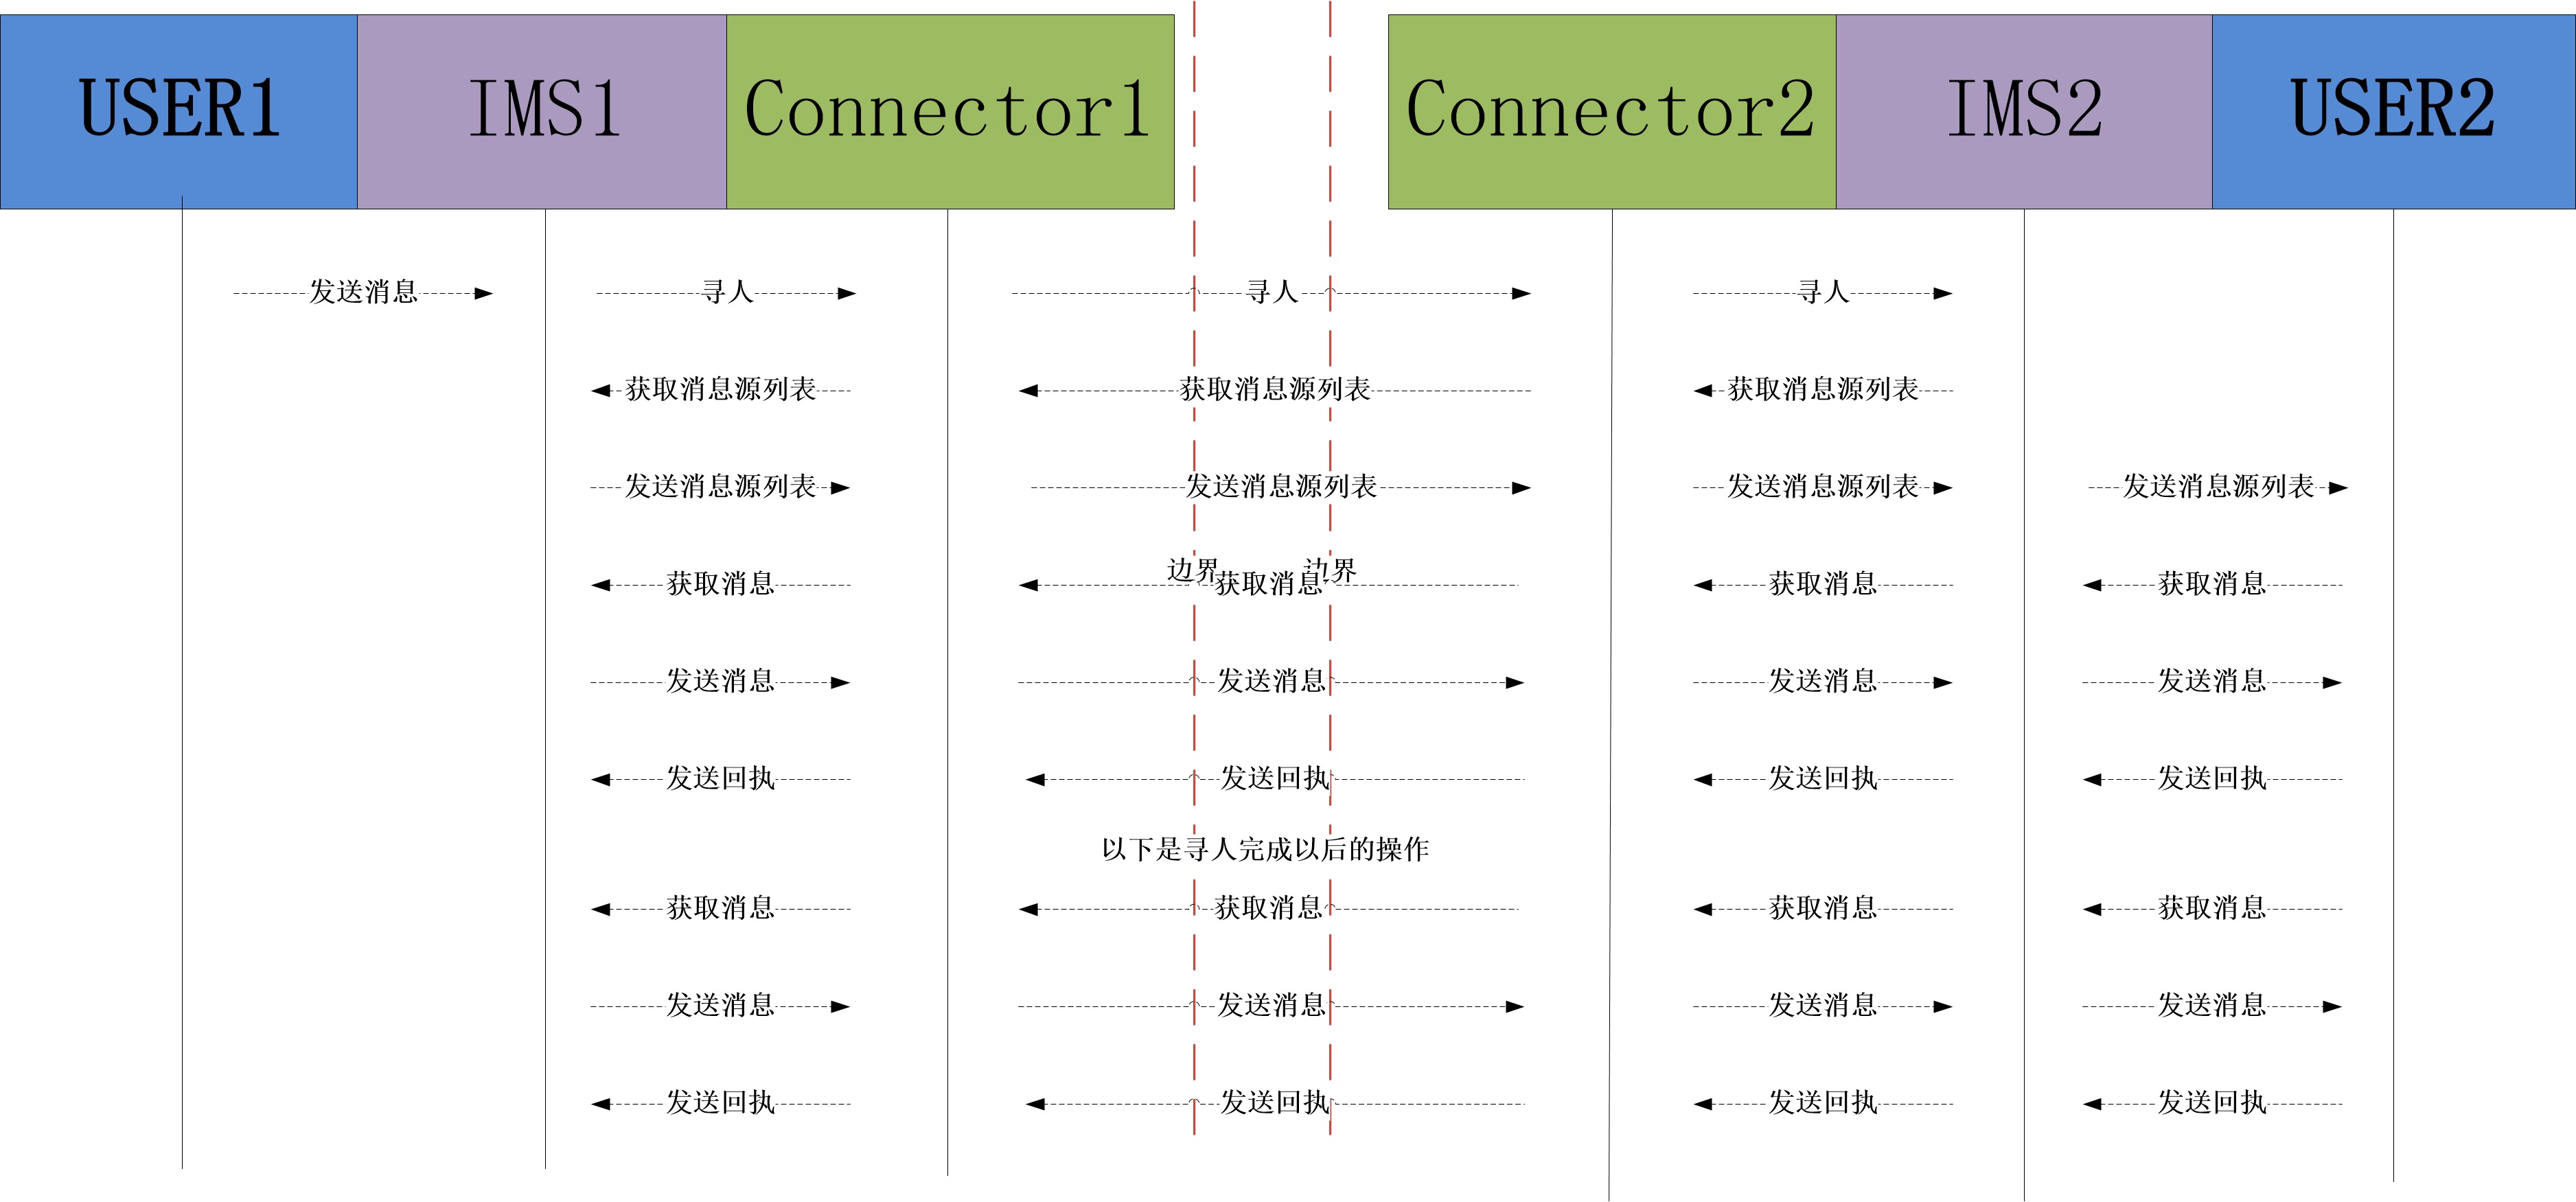 USER1 IMS1 Connector1 Connector2 IMS2 USER2
发送消息 寻人 寻人 寻人
获取消息源列表 获取消息源列表 获取消息源列表
发送消息源列表 发送消息源列表 发送消息源列表 发送消息源列表
边界 边界
获取消息 获取消息 获取消息 获取消息
发送消息 发送消息 发送消息 发送消息
发送回执 发送回执 发送回执 发送回执
以下是寻人完成以后的操作
获取消息 获取消息 获取消息 获取消息
发送消息 发送消息 发送消息 发送消息
发送回执 发送回执 发送回执 发送回执